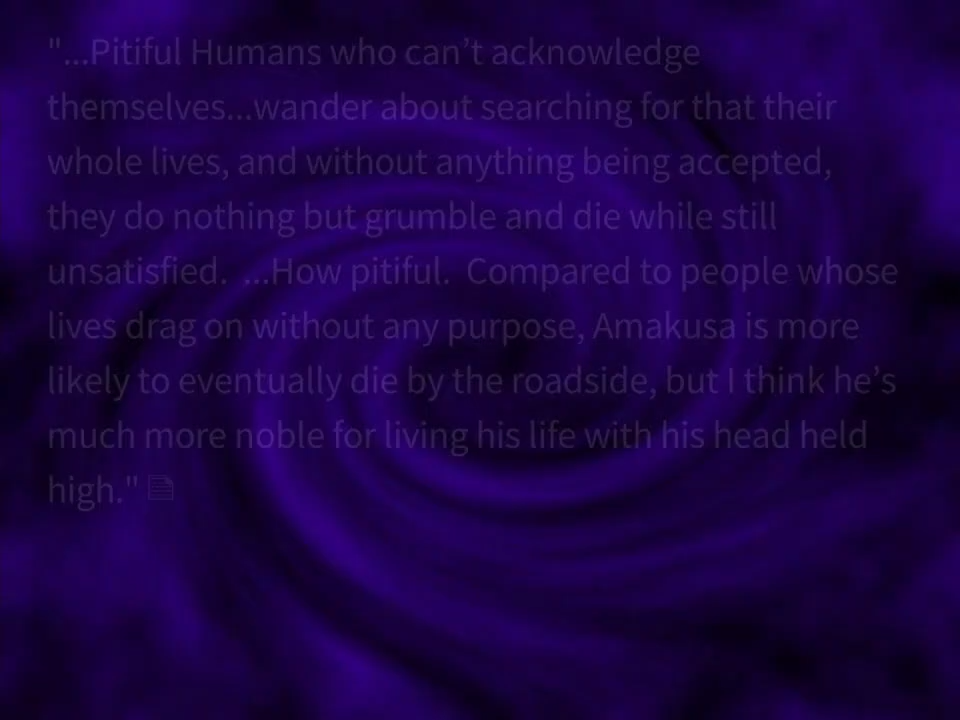 "...Pitiful Humans who can’t acknowledge
themselves...wander about searching for that their
whole lives, and without anything being accepted,
they do nothing but grumble and die while still
unsatisfied.  ...How pitiful.  Compared to people whose
lives drag on without any purpose, Amakusa is more
likely to eventually die by the roadside, but I think he’s
much more noble for living his life with his head held
high."